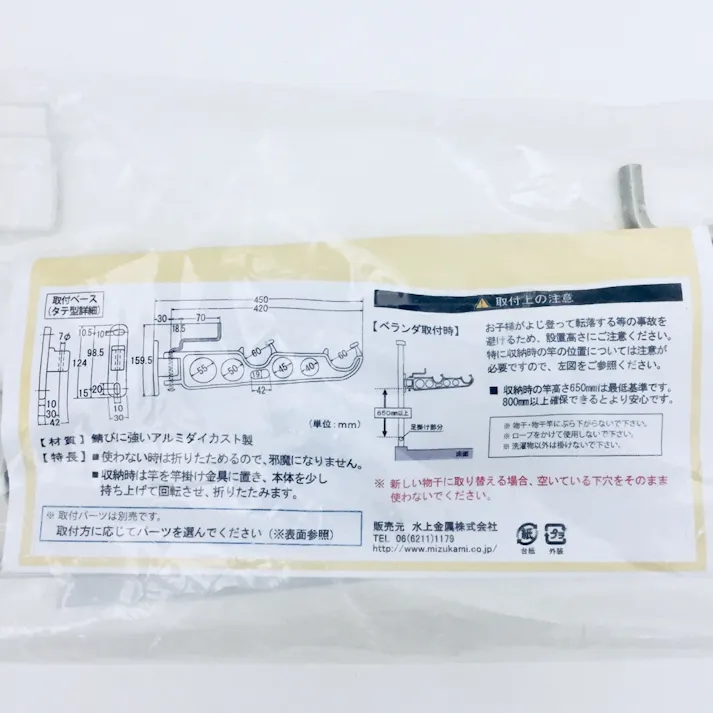 取付ベース
(タテ型詳細)
7φ
10.5
10
98.5
124
15
20
10
30
42
10
30
450
420
30
70
18.5
159.5
55
50
60
19
45
40
60
42
(単位:mm)
【材質】 錆びに強いアルミダイカスト製
【特長】 ■ 使わない時は折りたためるので、邪魔になりません。
■ 収納時は竿を竿掛け金具に置き、本体を少し
持ち上げて回転させ、折りたたみます。
※ 取付パーツは別売です。
取付方に応じてパーツを選んでください (※表面参照)
取付上の注意
【ベランダ取付時】
650㎜以上
足掛け部分
床面
お子様がよじ登って転落する等の事故を
避けるため、設置高さにご注意ください。
特に収納時の竿の位置については注意が
必要ですので、左図をご参照ください。
■ 収納時の竿高さ650㎜は最低基準です。
800㎜以上確保できるとより安心です。
※ 物干・物干竿にぶら下がらないで下さい。
※ ロープをかけて使用しないで下さい。
※ 洗濯物以外は掛けないで下さい。
※ 新しい物干に取り替える場合、空いている下穴をそのまま
使わないでください。
販売元 水上金属株式会社
TEL. 06(6211)1179
http://www.mizukami.co.jp/
紙
台紙
プラ
外装